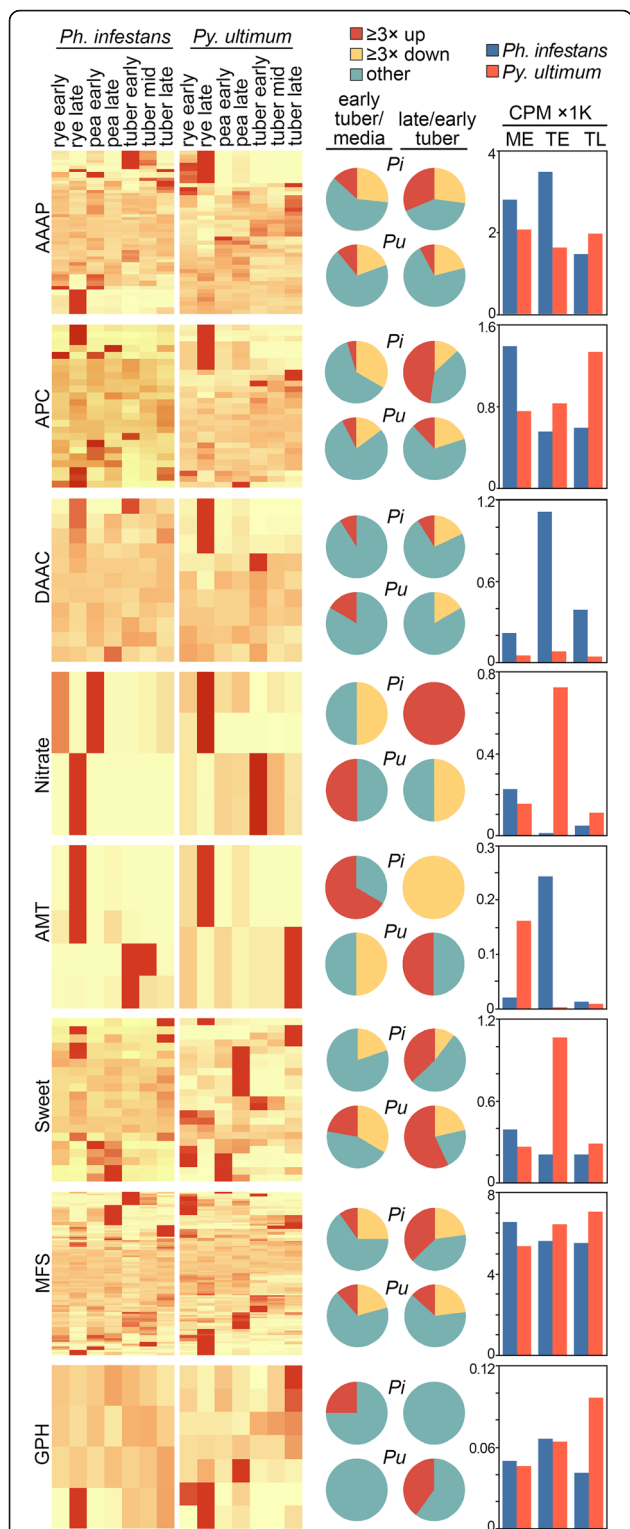 Ph. infestans Py. ultimum
rye early
rye late
pea early
pea late
tuber early
tuber mid
tuber late
rye early
rye late
pea early
pea late
tuber early
tuber mid
tuber late
≥3× up
≥3× down
other
Ph. infestans
Py. ultimum
early tuber/ media
late/early tuber
CPM ×1K
ME TE TL
AAAP
Pi
Pu
4
2
0
APC
Pi
Pu
1.6
0.8
0
DAAC
Pi
Pu
1.2
0.6
0
Nitrate
Pi
Pu
0.8
0.4
0
AMT
Pi
Pu
0.3
0.1
0
Sweet
Pi
Pu
1.2
0.6
0
MFS
Pi
Pu
8
4
0
GPH
Pi
Pu
0.12
0.06
0